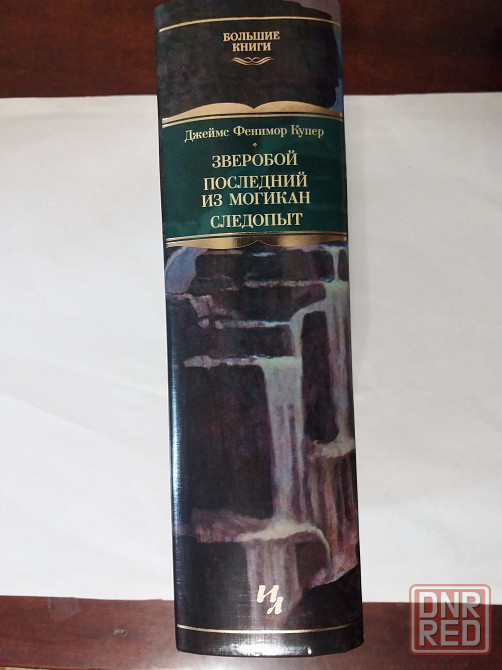 БОЛЬШИЕ
КНИГИ
Джеймс Фенимор Купер
ЗВЕРОБОЙ
ПОСЛЕДНИЙ
ИЗ МОГИКАН
СЛЕДОПЫТ
ИЛ
DNR
RED